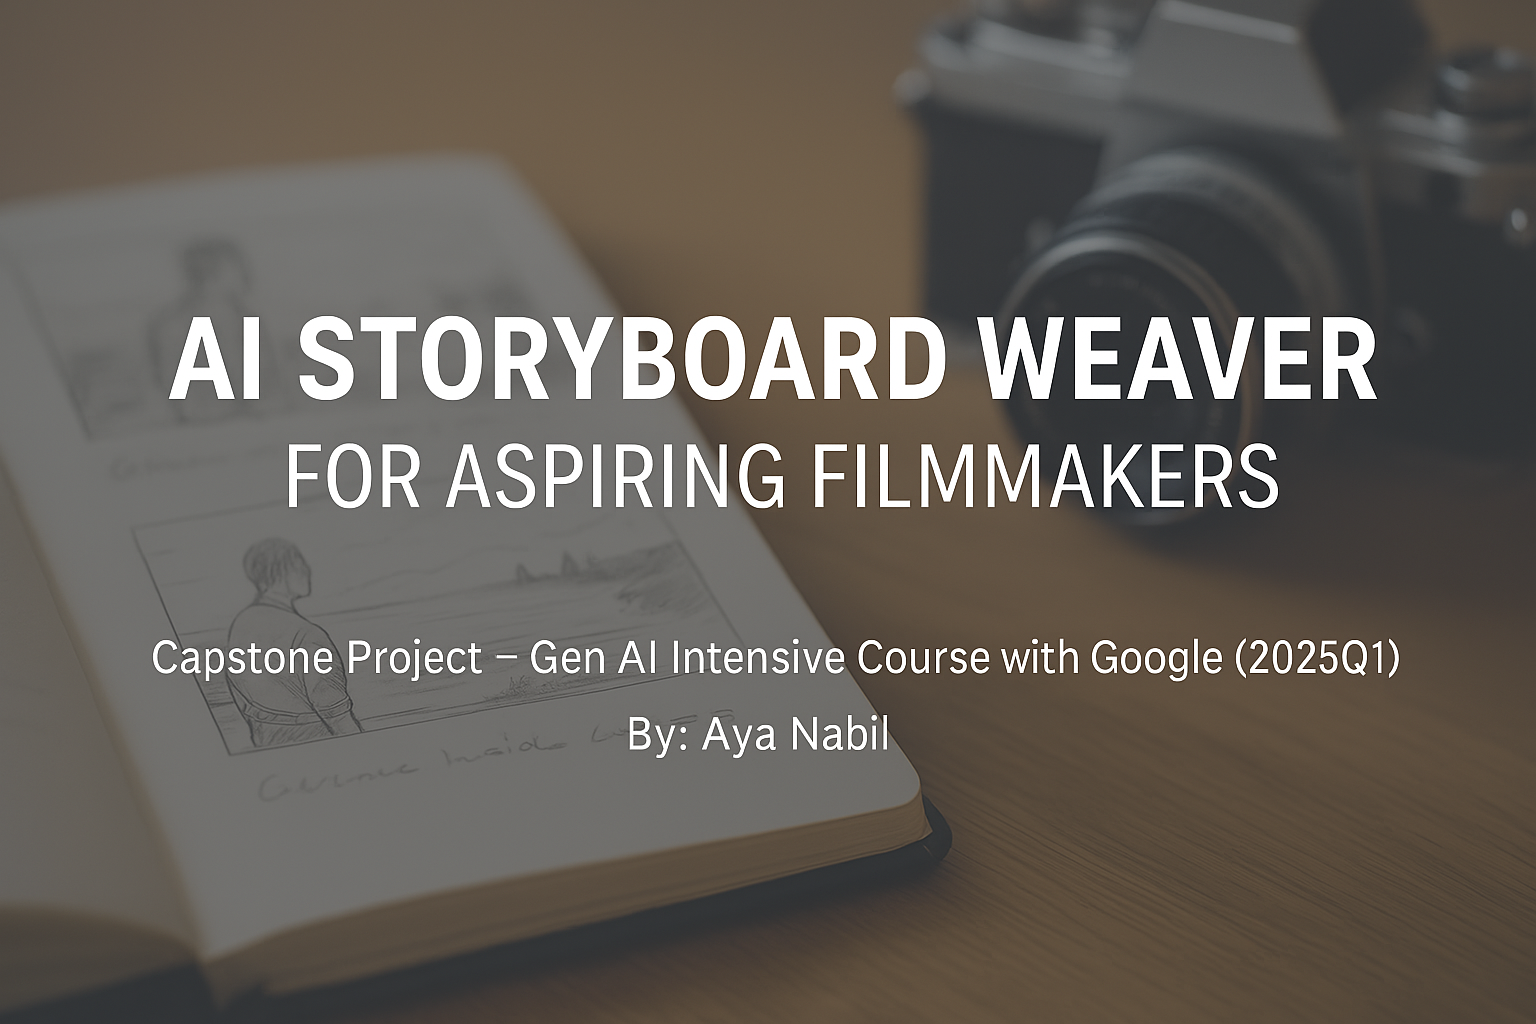 AI STORYBOARD WEAVER
FOR ASPIRING FILMMAKERS
Capstone Project – Gen AI Intensive Course with Google (2025Q1)
By: Aya Nabil